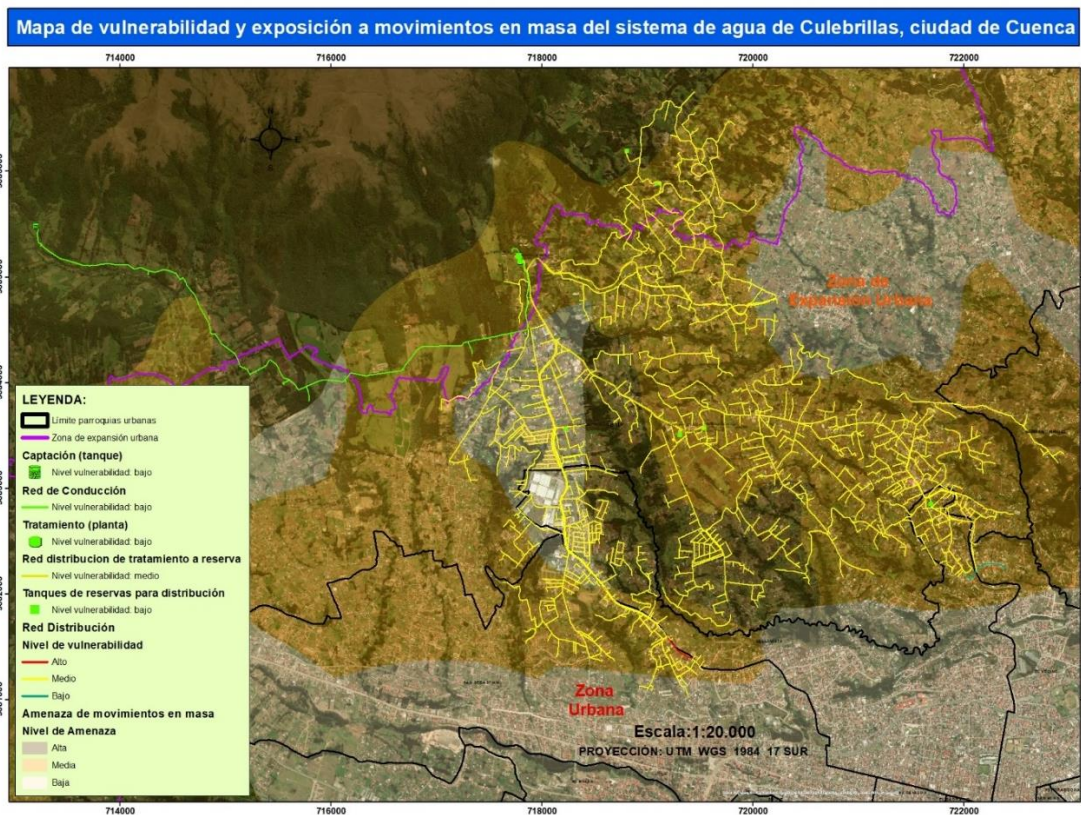 Mapa de vulnerabilidad y exposición a movimientos en masa del sistema de agua de Culebrillas, ciudad de Cuenca
714000 716000 718000 720000 722000
Zona de
Expansión Urbana
LEYENDA:
Límite parroquias urbanas
Zona de expansión urbana
Captación (tanque)
Nivel vulnerabilidad: bajo
Red de Conducción
Nivel vulnerabilidad: bajo
Tratamiento (planta)
Nivel vulnerabilidad: bajo
Red distribucion de tratamiento a reserva
Nivel vulnerabilidad: medio
Tanques de reservas para distribución
Nivel vulnerabilidad: bajo
Red Distribución
Nivel de vulnerabilidad
Alto
Medio
Bajo
Amenaza de movimientos en masa
Nivel de Amenaza
Alta
Media
Baja
Zona
Urbana
Escala:1:20.000
PROYECCIÓN: UTM WGS 1984 17 SUR
714000 716000 718000 720000 722000